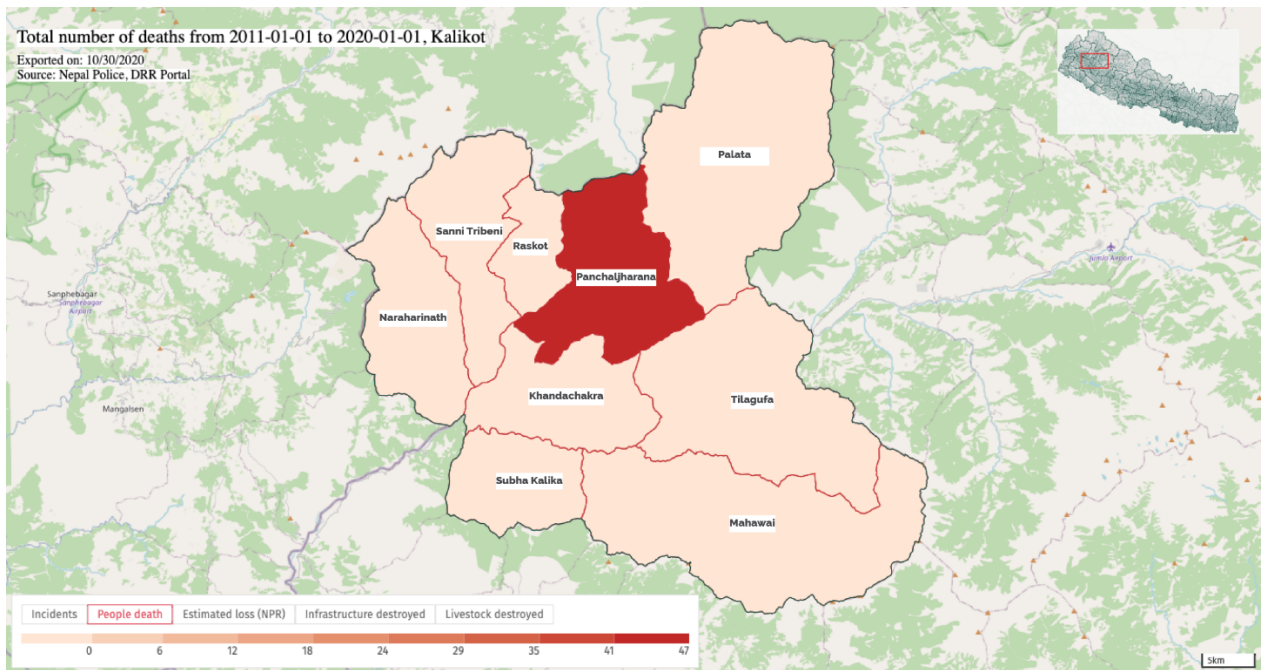 Total number of deaths from 2011-01-01 to 2020-01-01, Kalikot
Exported on: 10/30/2020
Source: Nepal Police, DRR Portal
Palata
Sanni Tribeni
Raskot
Panchaljharana
Jumla Airport
Sanphebagar
Sanphebagar
Airport
Naraharinath
Khandachakra
Tilagufa
Mangalsen
Subha Kalika
Mahawai
Incidents People death Estimated loss (NPR) Infrastructure destroyed Livestock destroyed
0 6 12 18 24 29 35 41 47
5km